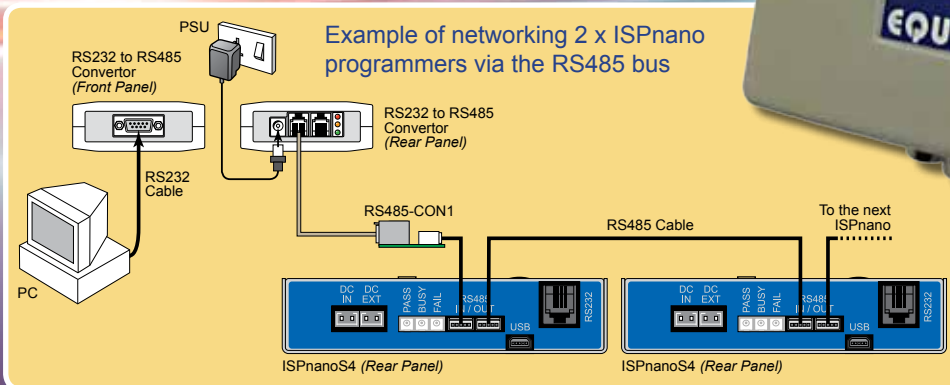 Example of networking 2 x ISPnano
programmers via the RS485 bus
EQU
PSU
RS232 to RS485
Convertor
(Front Panel)
RS232 to RS485
Convertor
(Rear Panel)
RS232
Cable
PC
RS485-CON1
RS485 Cable
To the next
ISPnano
DC
IN
DC
EXT
PASS
BUSY
FAIL
RS485
IN / OUT
USB
RS232
ISPnanoS4 (Rear Panel)
DC
IN
DC
EXT
PASS
BUSY
FAIL
RS485
IN / OUT
USB
RS232
ISPnanoS4 (Rear Panel)